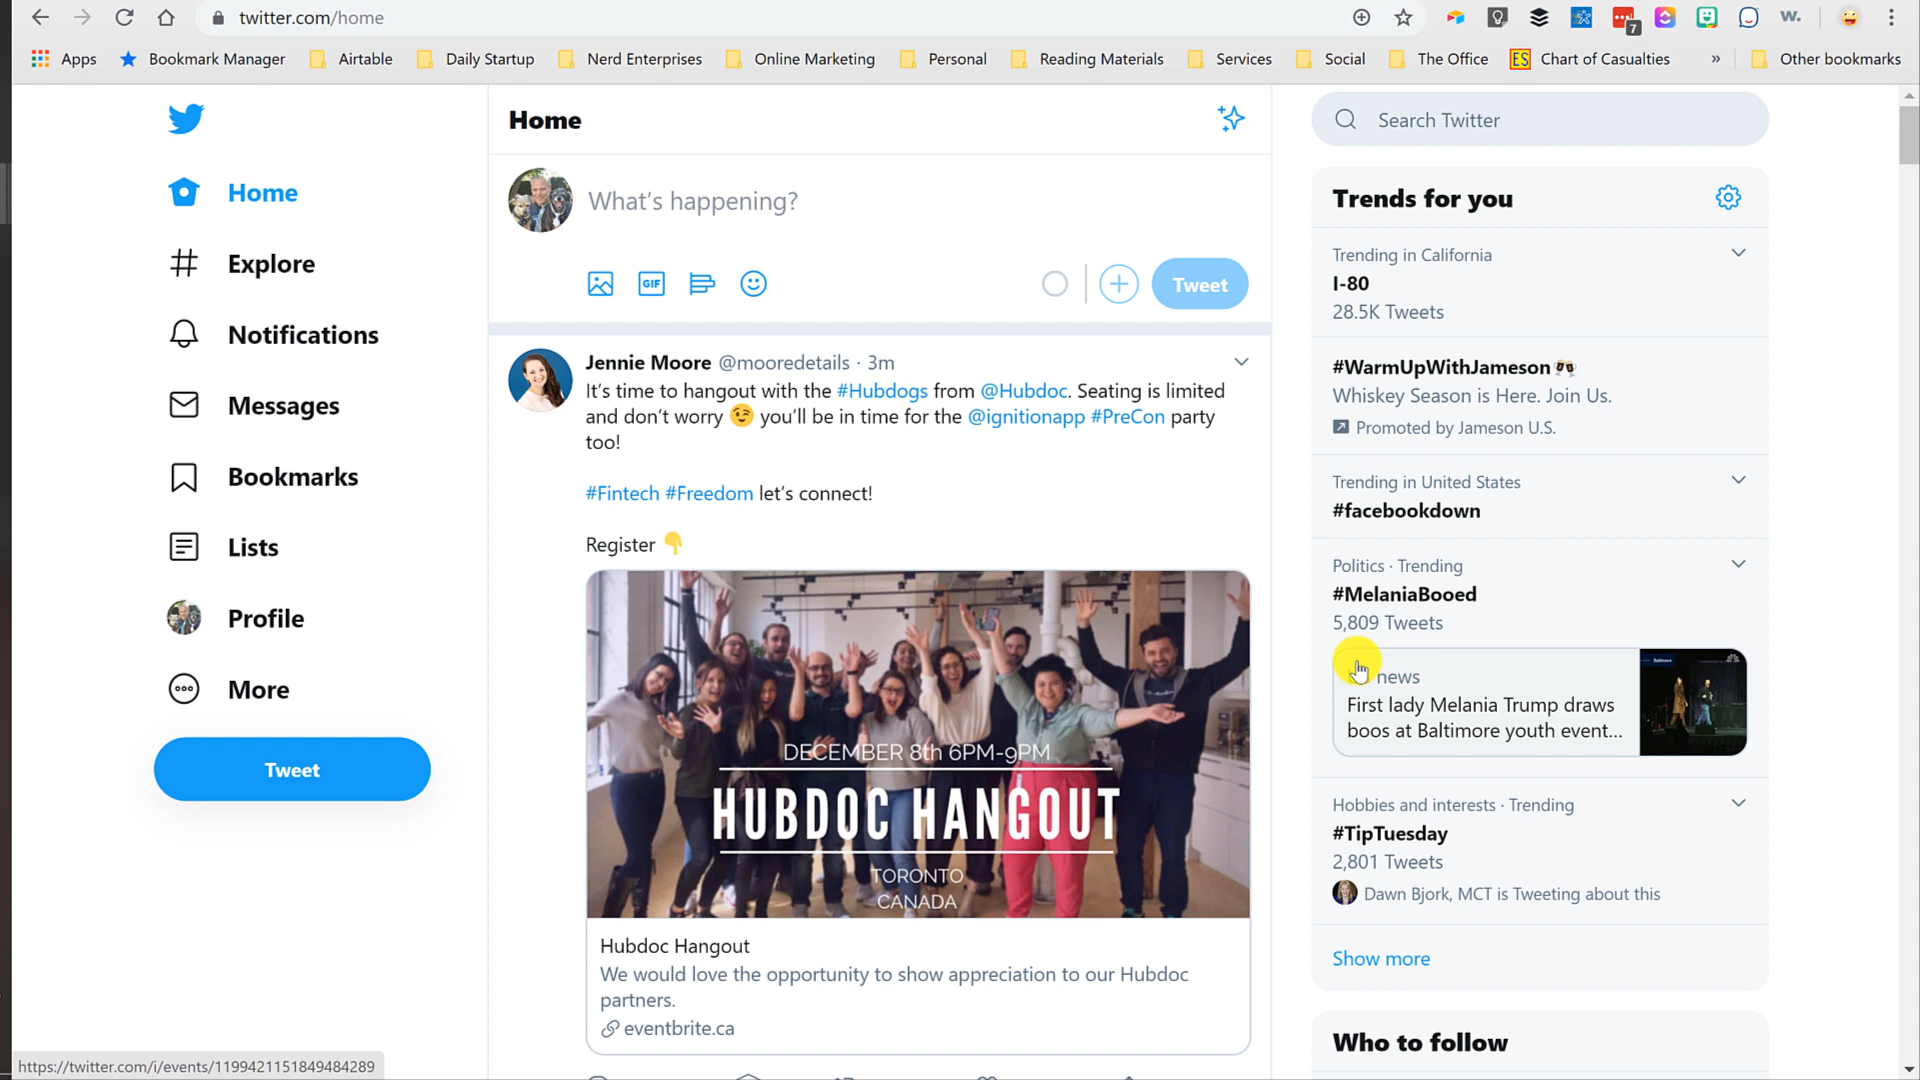 twitter.com/home
7
w.
Apps
Bookmark Manager
Airtable
Daily Startup
Nerd Enterprises
Online Marketing
Personal
Reading Materials
Services
Social
The Office
ES
Chart of Casualties
»
Other bookmarks
Home
Explore
Notifications
Messages
Bookmarks
Lists
Profile
More
Tweet
Home
What's happening?
GIF
Tweet
Jennie Moore @mooredetails · 3m
It's time to hangout with the #Hubdogs from @Hubdoc. Seating is limited
and don't worry 😉 you'll be in time for the @ignitionapp #PreCon party
too!
#Fintech #Freedom let's connect!
Register 👇
DECEMBER 8th 6PM-9PM
HUBDOC HANGOUT
TORONTO
CANADA
Hubdoc Hangout
We would love the opportunity to show appreciation to our Hubdoc
partners.
eventbrite.ca
Search Twitter
Trends for you
Trending in California
I-80
28.5K Tweets
#WarmUpWithJameson
Whiskey Season is Here. Join Us.
Promoted by Jameson U.S.
Trending in United States
#facebookdown
Politics · Trending
#MelaniaBooed
5,809 Tweets
news
First lady Melania Trump draws
boos at Baltimore youth event...
Baltimore
Hobbies and interests · Trending
#TipTuesday
2,801 Tweets
Dawn Bjork, MCT is Tweeting about this
Show more
Who to follow
https://twitter.com/i/events/1199421151849484289